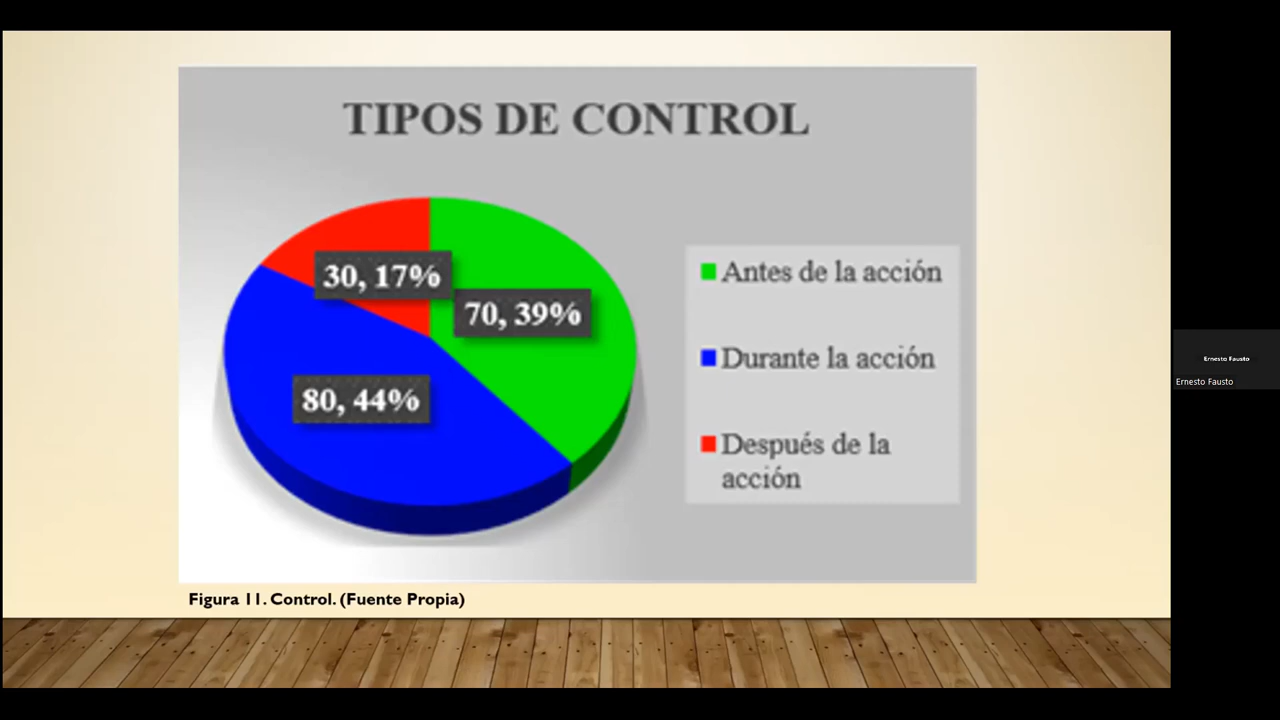 TIPOS DE CONTROL
30, 17%
70, 39%
80, 44%
Antes de la acción
Durante la acción
Después de la
acción
Figura 11. Control. (Fuente Propia)
Ernesto Fausto
Ernesto Fausto